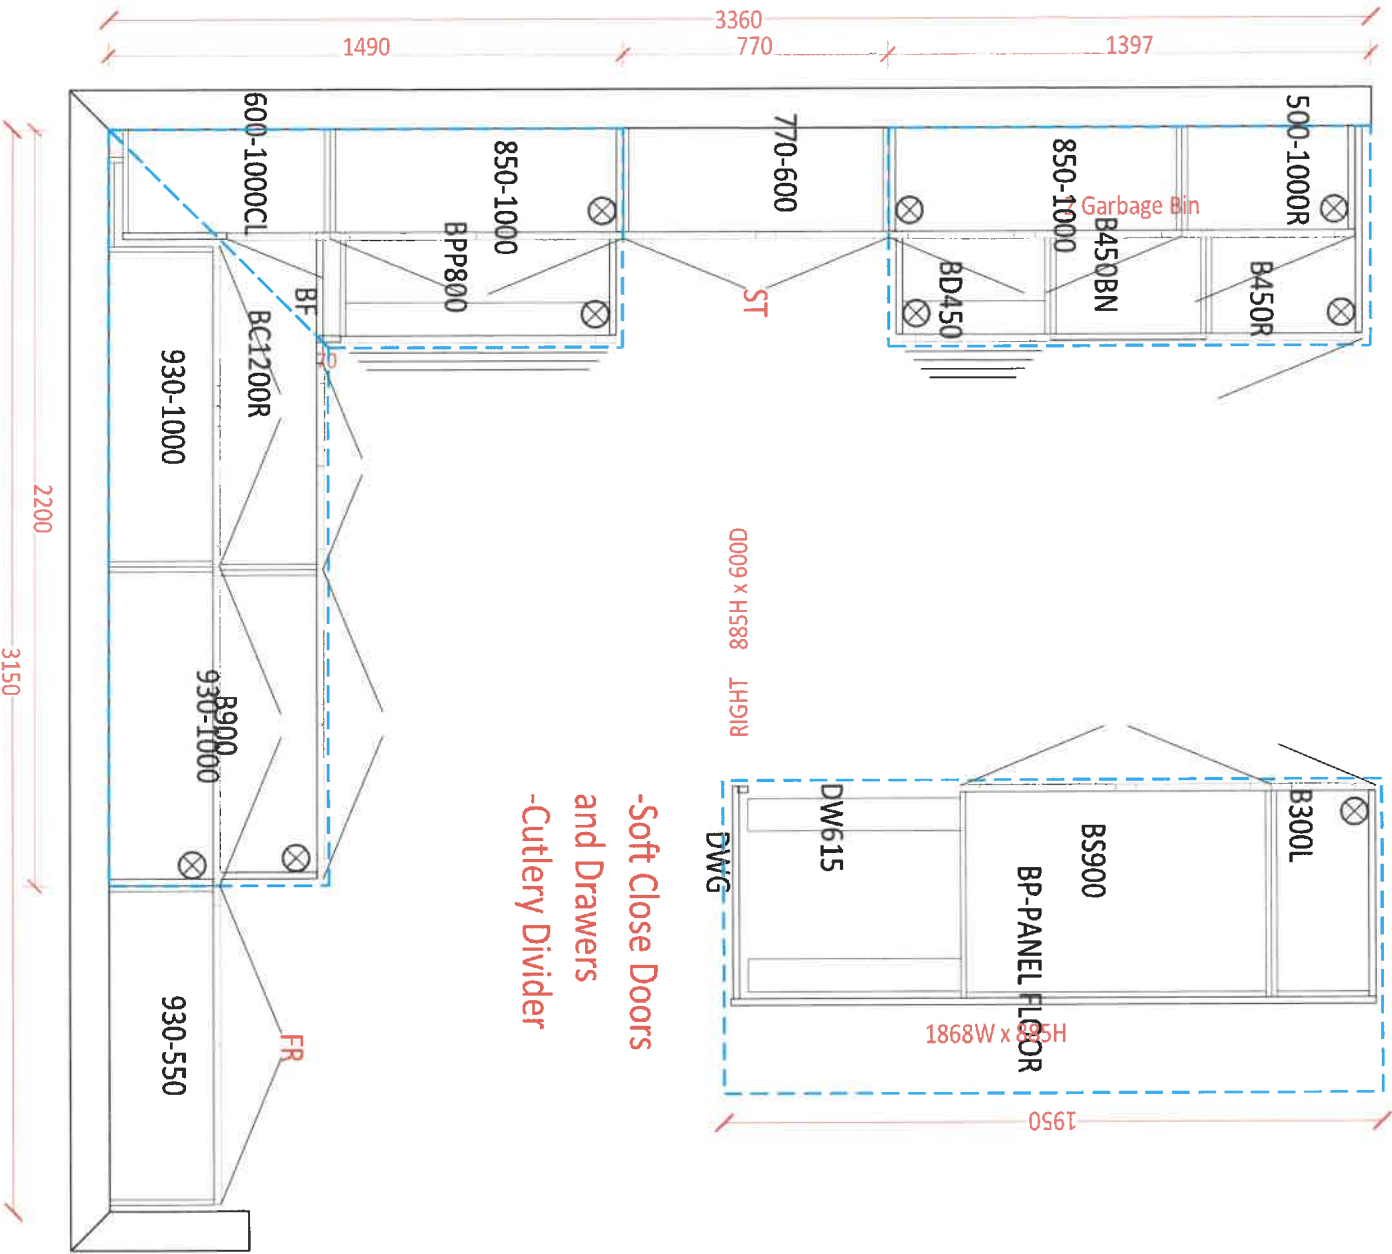 3360
1490
770
1397
600-1000CL
850-1000
770-600
850-1000
500-1000R
2 Garbage Bin
BPP800
BD450
B450BN
B450R
ST
BF
70
BC1200R
930-1000
2200
3150
B900
930-1000
930-550
FR
885H x 600D RIGHT
-Soft Close Doors
and Drawers
-Cutlery Divider
DWG
DW615
BS900
B300L
BP-PANEL FLOOR
1868W x 885H
1950